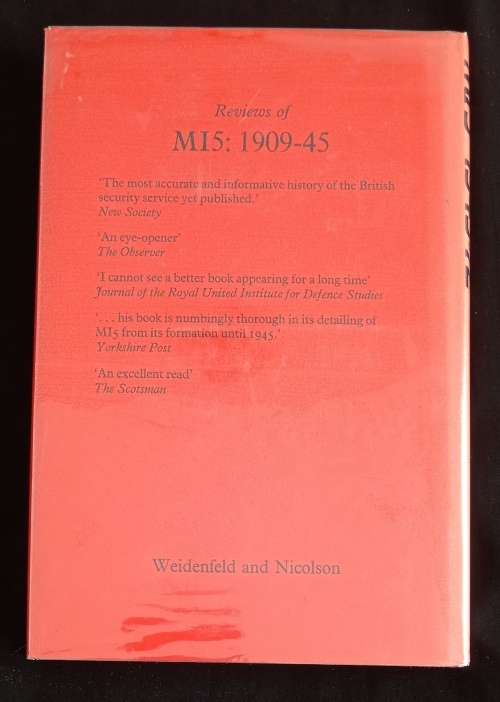 Reviews of
MI5: 1909-45
'The most accurate and informative history of the British
security service yet published.'
New Society
'An eye-opener'
The Observer
'I cannot see a better book appearing for a long time'
Journal of the Royal United Institute for Defence Studies
'. . . his book is numbingly thorough in its detailing of
MI5 from its formation until 1945.'
Yorkshire Post
'An excellent read'
The Scotsman
Weidenfeld and Nicolson